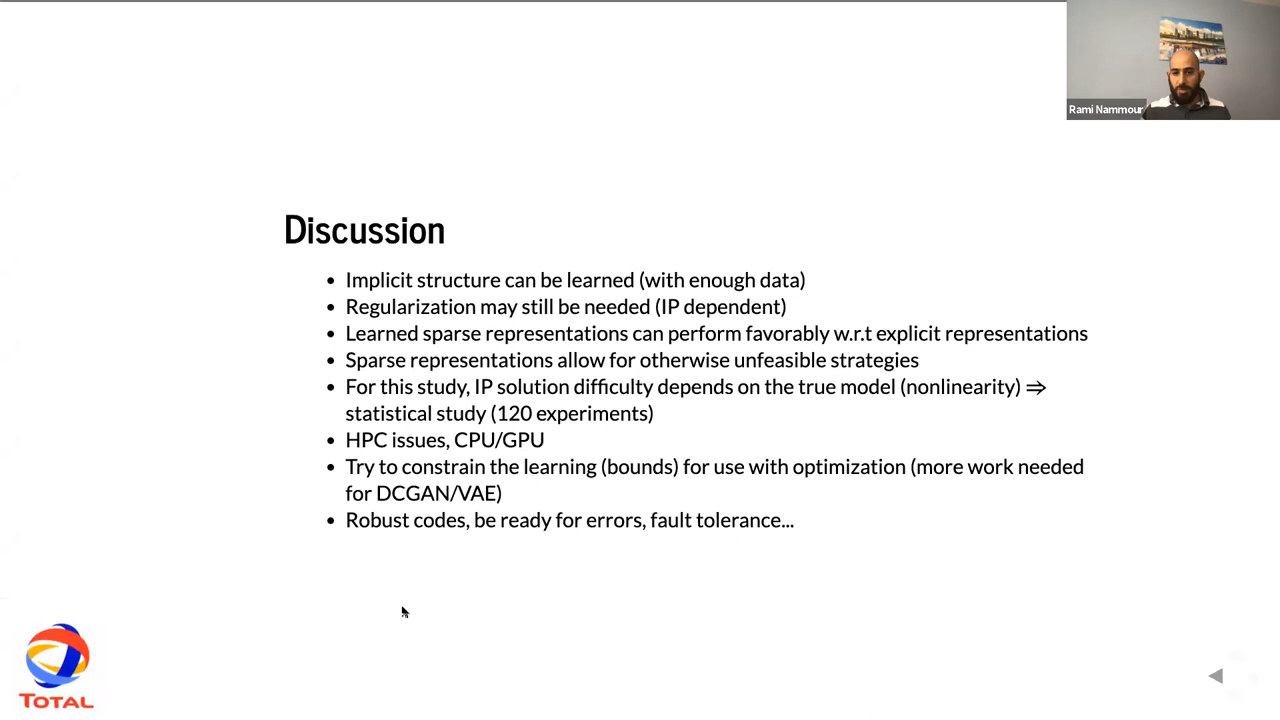 Rami Nammour
Discussion
• Implicit structure can be learned (with enough data)
• Regularization may still be needed (IP dependent)
• Learned sparse representations can perform favorably w.r.t explicit representations
• Sparse representations allow for otherwise unfeasible strategies
• For this study, IP solution difficulty depends on the true model (nonlinearity) ⇒
statistical study (120 experiments)
• HPC issues, CPU/GPU
• Try to constrain the learning (bounds) for use with optimization (more work needed
for DCGAN/VAE)
• Robust codes, be ready for errors, fault tolerance...
TOTAL